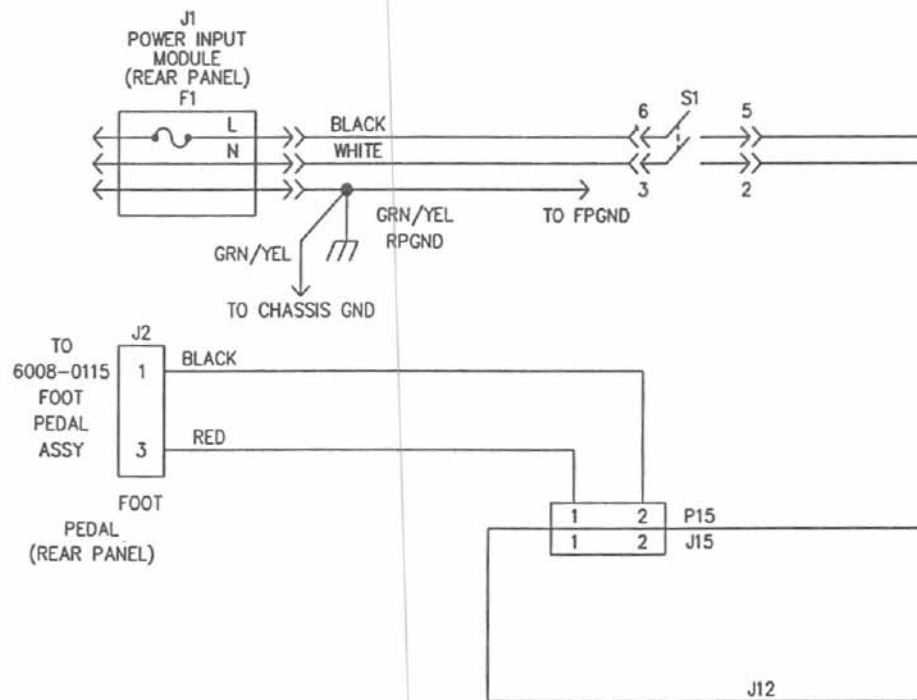 J1
POWER INPUT
MODULE
(REAR PANEL)
F1
L
BLACK
N
WHITE
6
S1
5
3
2
GRN/YEL
RPGND
TO FPGND
GRN/YEL
TO CHASSIS GND
J2
TO
6008-0115
FOOT
PEDAL
ASSY
1
BLACK
3
RED
FOOT
PEDAL
(REAR PANEL)
1 2 P15
1 2 J15
J12